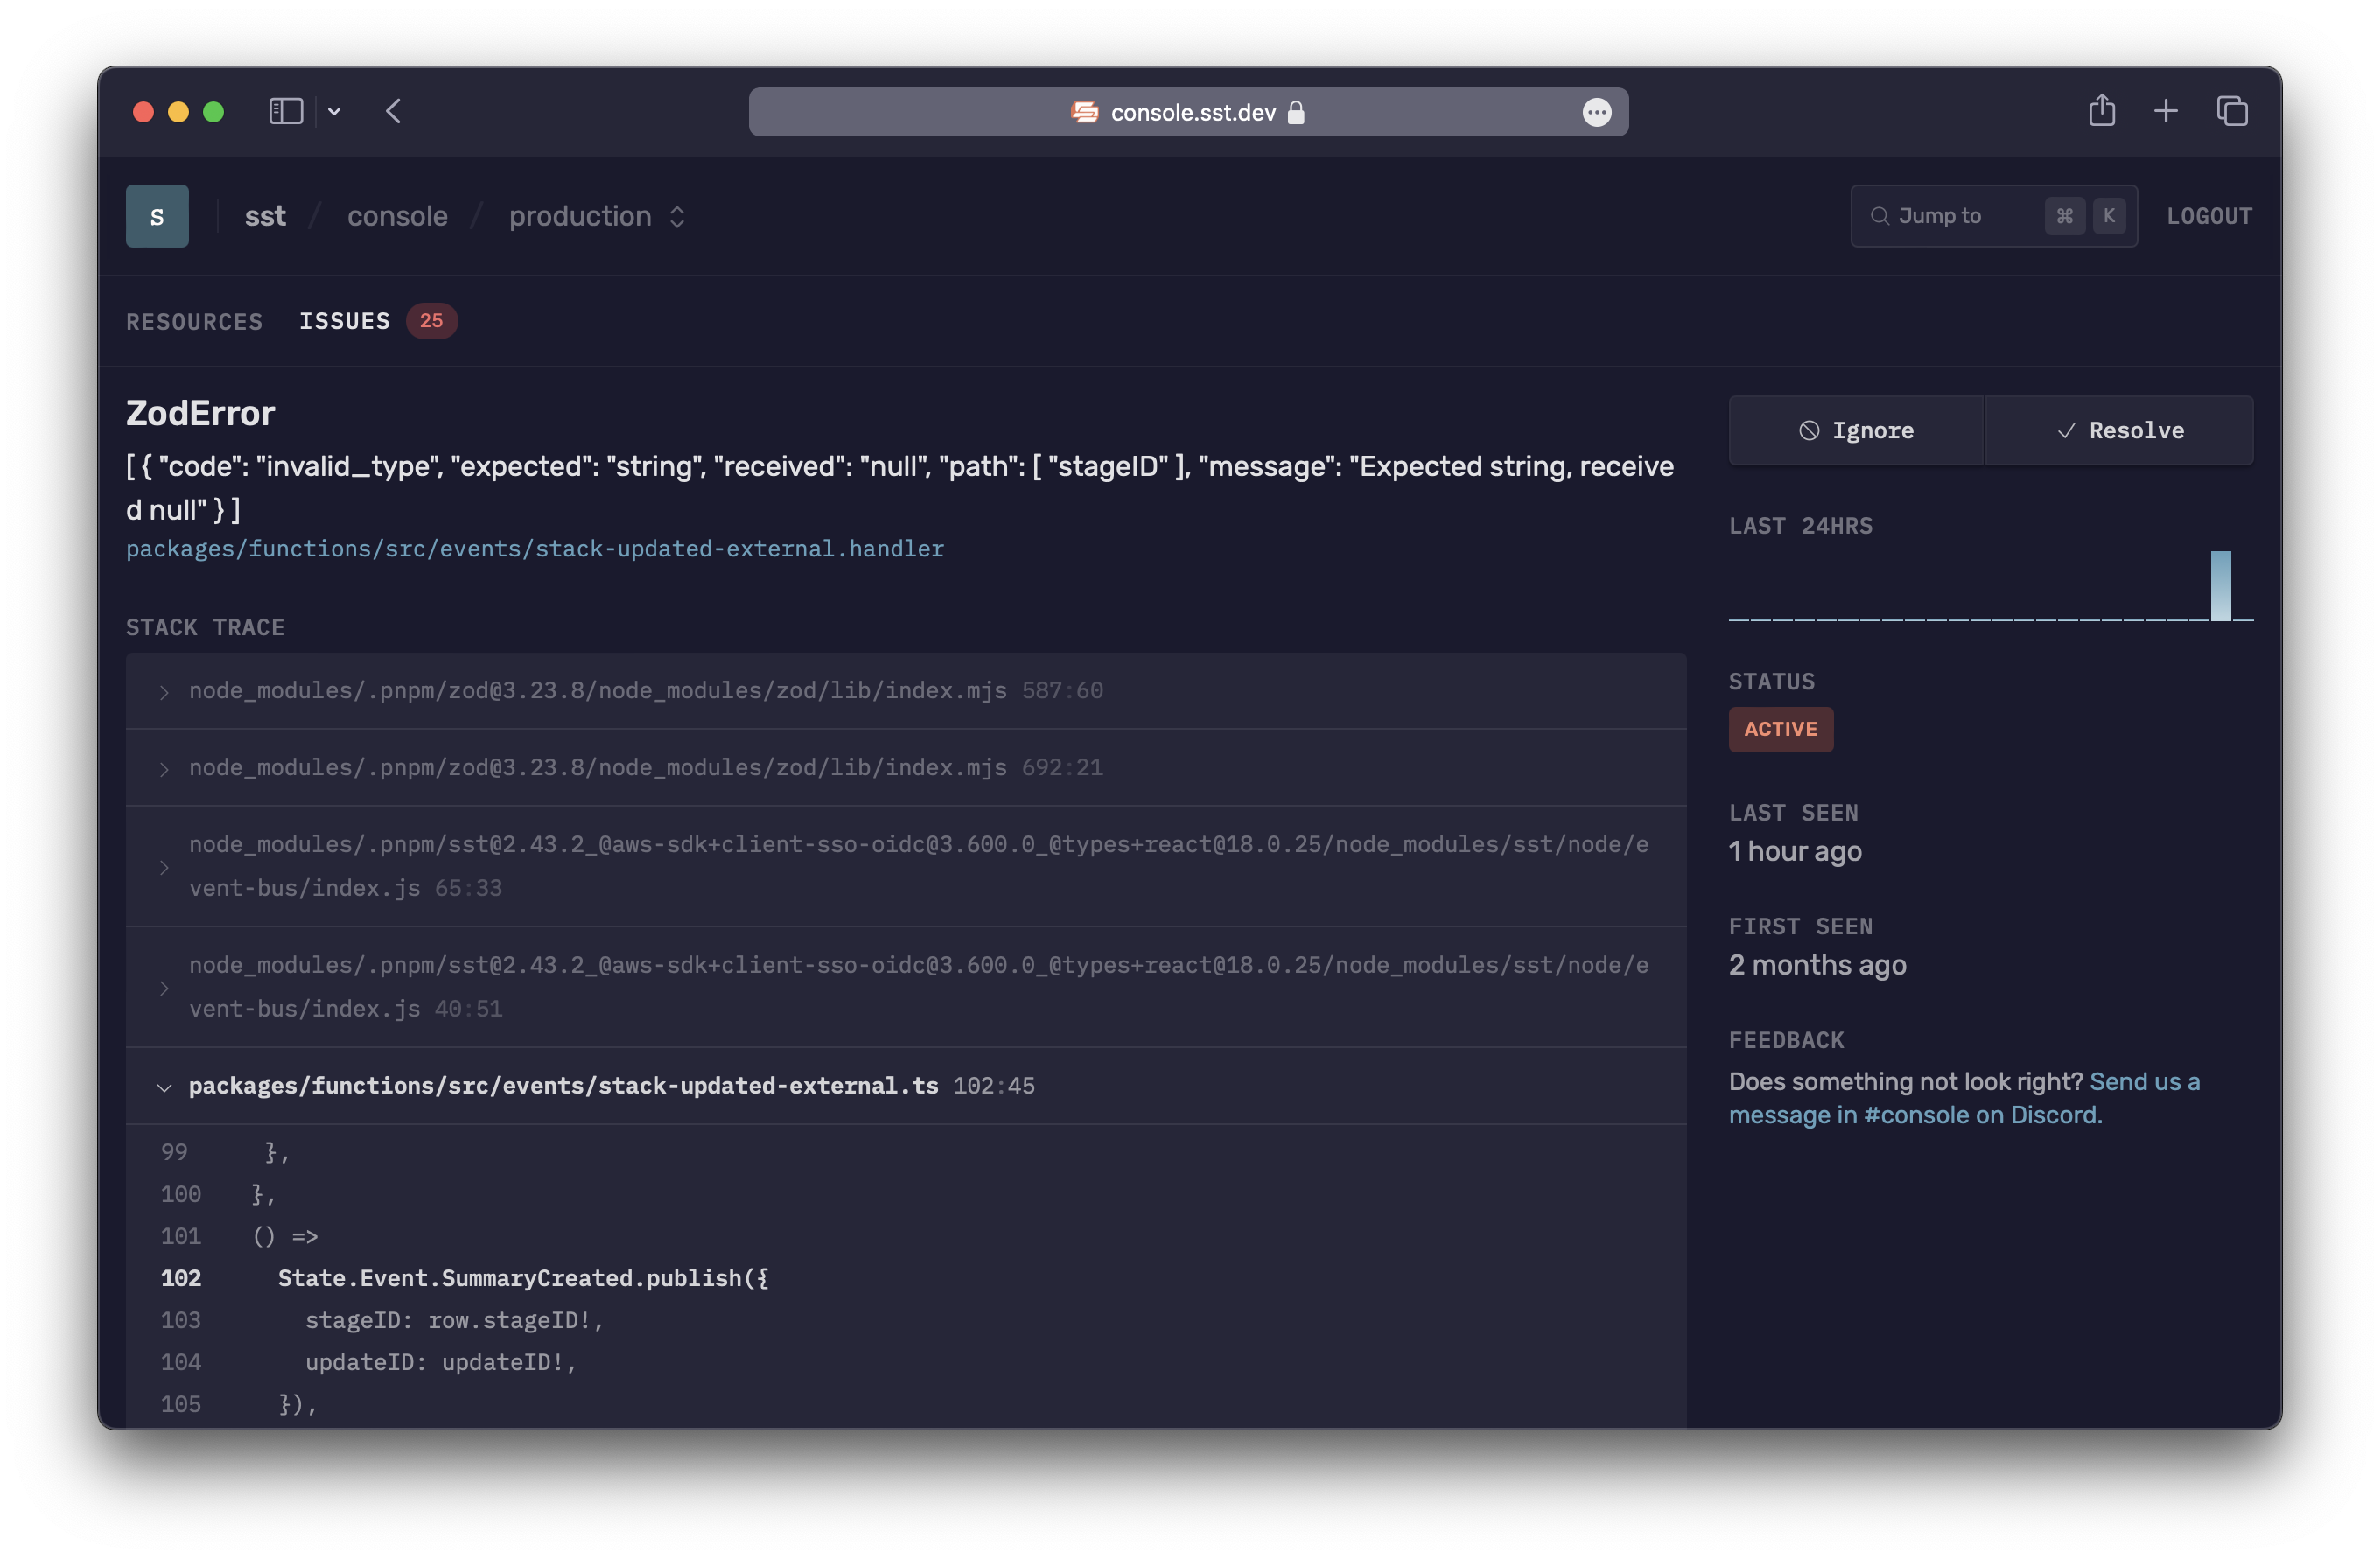 console.sst.dev
S sst / console / production
Jump to ⌘ K LOGOUT
RESOURCES ISSUES 25
ZodError
[ { "code": "invalid_type", "expected": "string", "received": "null", "path": [ "stageID" ], "message": "Expected string, receive
d null" } ]
packages/functions/src/events/stack-updated-external.handler
STACK TRACE
node_modules/.pnpm/zod@3.23.8/node_modules/zod/lib/index.mjs 587:60
node_modules/.pnpm/zod@3.23.8/node_modules/zod/lib/index.mjs 692:21
node_modules/.pnpm/sst@2.43.2_@aws-sdk+client-sso-oidc@3.600.0_@types+react@18.0.25/node_modules/sst/node/e
vent-bus/index.js 65:33
node_modules/.pnpm/sst@2.43.2_@aws-sdk+client-sso-oidc@3.600.0_@types+react@18.0.25/node_modules/sst/node/e
vent-bus/index.js 40:51
packages/functions/src/events/stack-updated-external.ts 102:45
99 },
100 },
101 () =>
102 State.Event.SummaryCreated.publish({
103 stageID: row.stageID!,
104 updateID: updateID!,
105 }),
Ignore
Resolve
LAST 24HRS
STATUS
ACTIVE
LAST SEEN
1 hour ago
FIRST SEEN
2 months ago
FEEDBACK
Does something not look right? Send us a
message in #console on Discord.